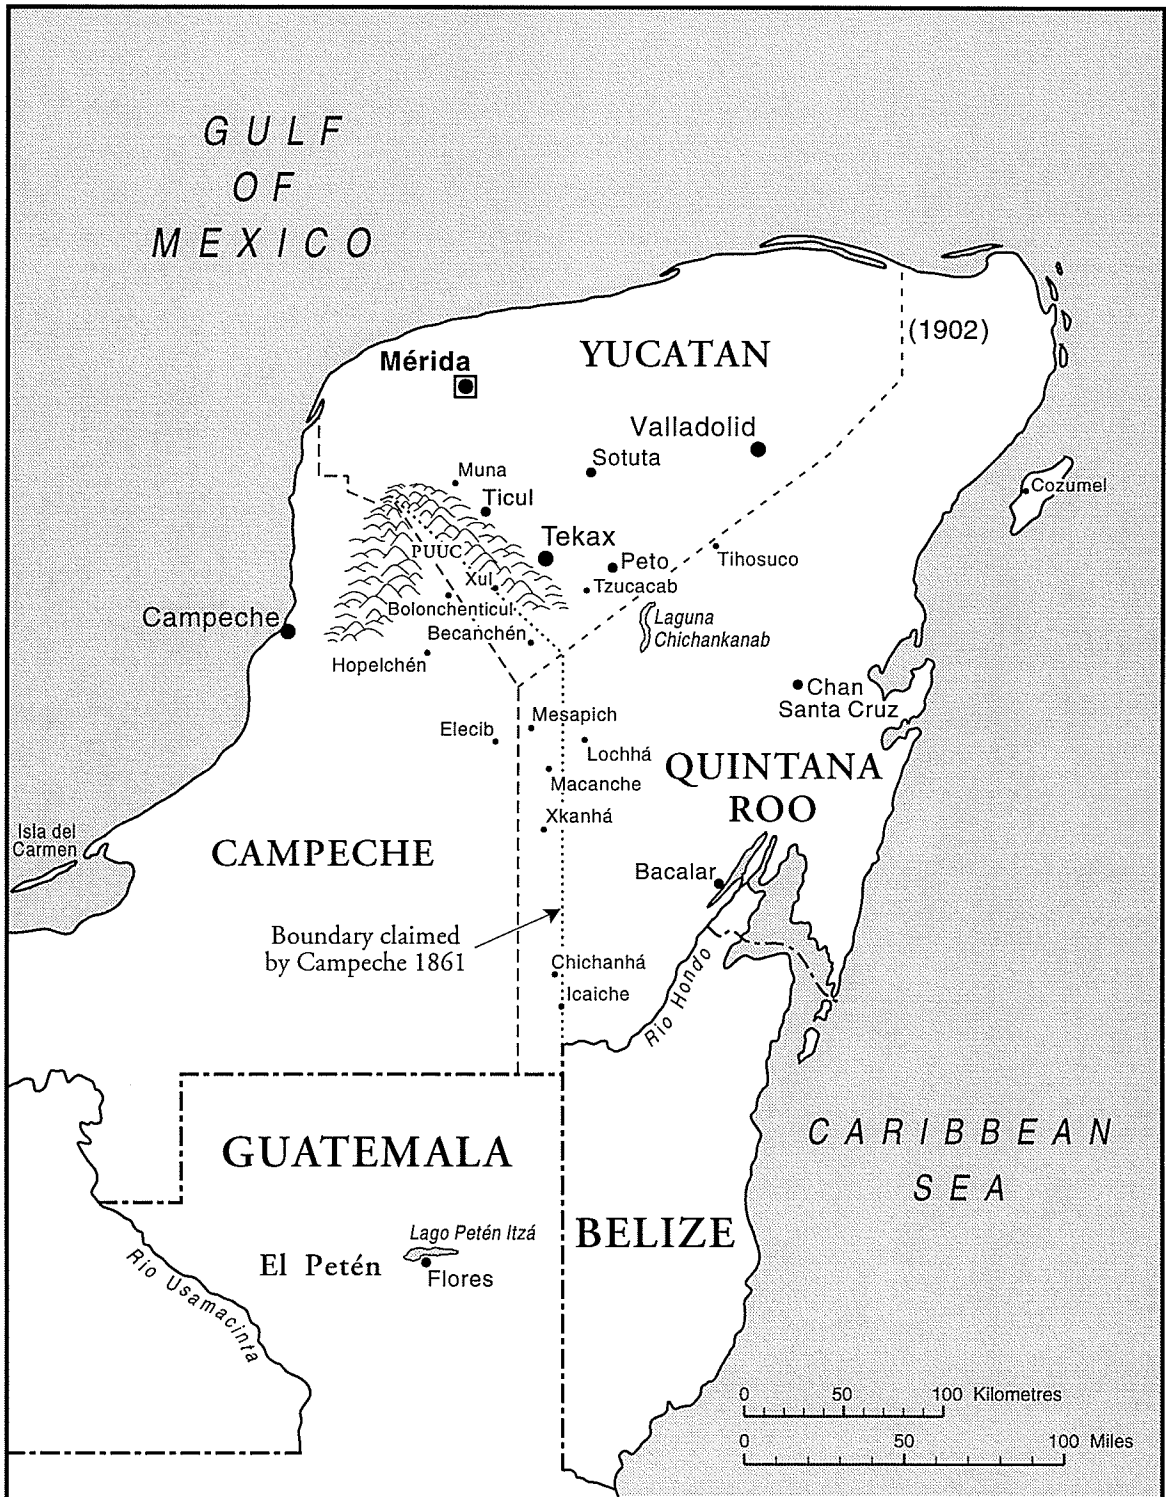 GULF
OF
MEXICO
(1902)
YUCATAN
Mérida
Valladolid
Sotuta
Muna
Ticul
Cozumel
Tekax
PUUC
Peto
Tihosuco
Xul
Tzucacab
Bolonchenticul
Campeche
Laguna
Chichankanab
Becanchén
Hopelchén
Chan
Santa Cruz
Mesapich
Elecib
Lochhá
QUINTANA
ROO
Macanche
Xkanhá
Isla del
Carmen
CAMPECHE
Bacalar
Boundary claimed
by Campeche 1861
Chichanhá
Icaiche
Rio Hondo
CARIBBEAN
SEA
GUATEMALA
BELIZE
Lago Petén Itzá
El Petén
Flores
Rio Usamacinta
0 50 100 Kilometres
0 50 100 Miles